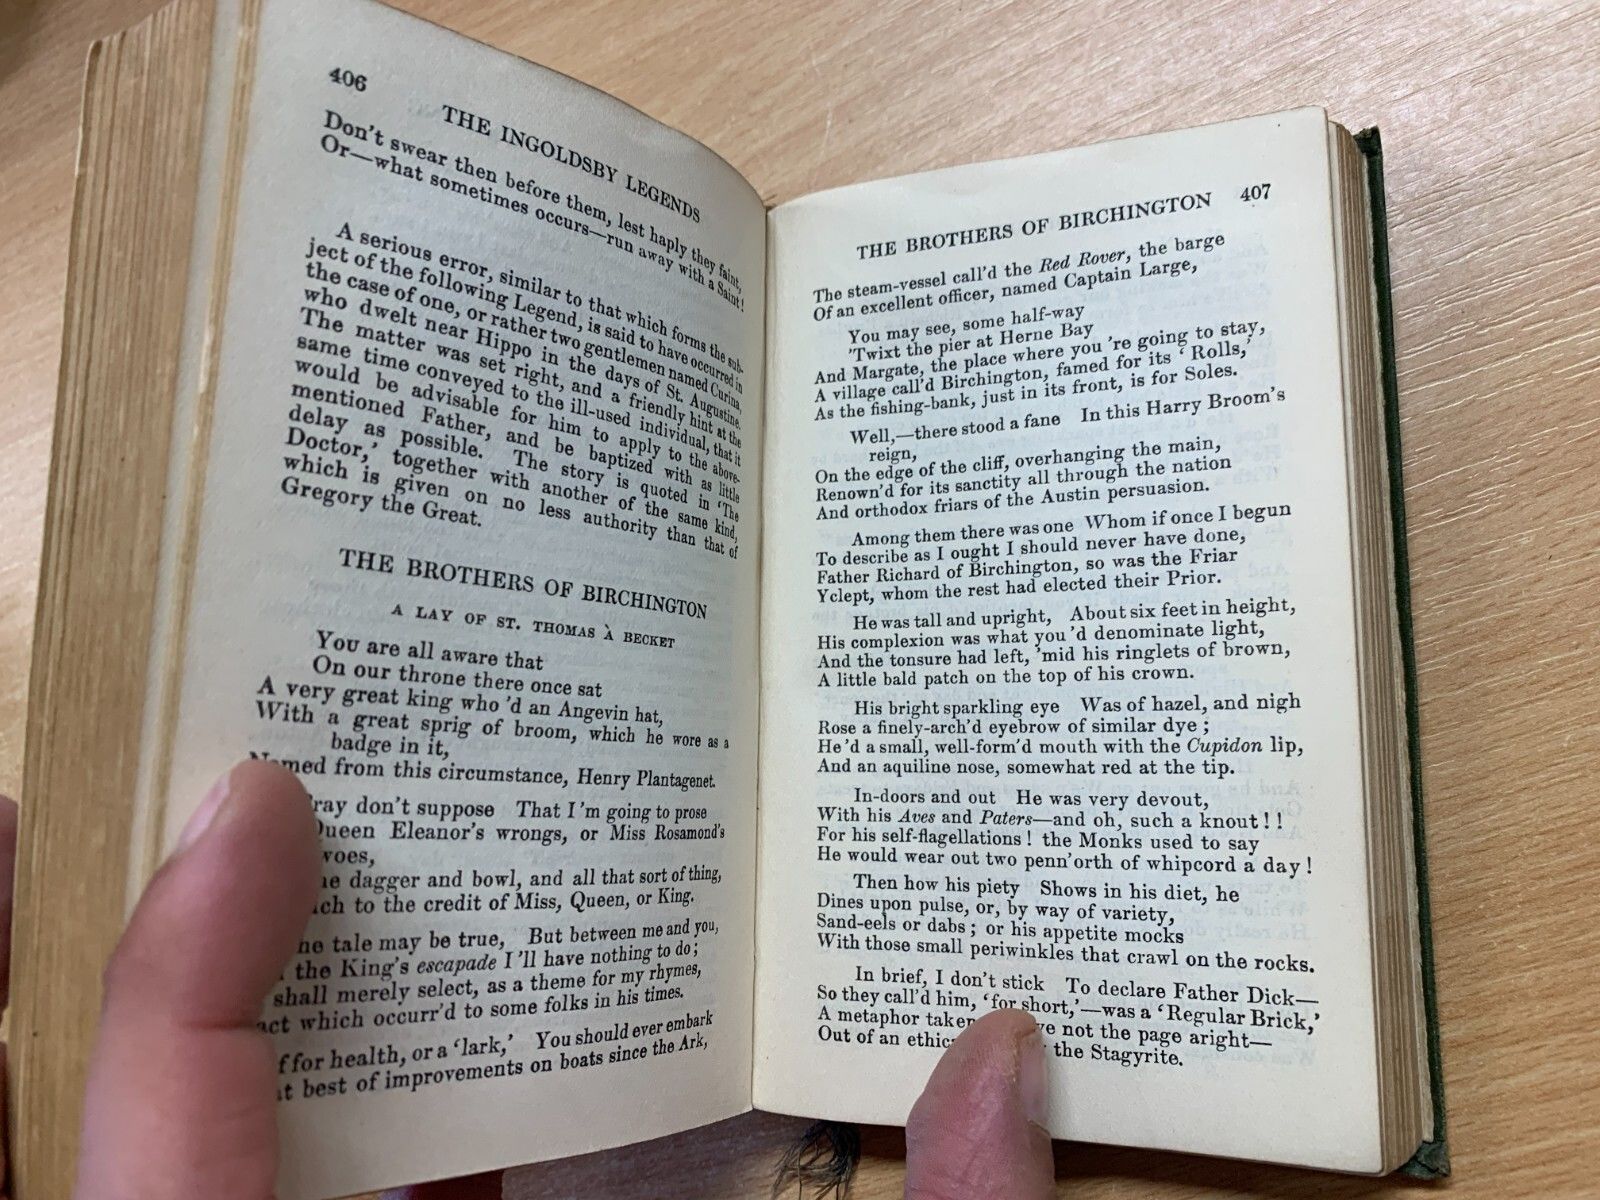 406
THE INGOLDSBY LEGENDS
Don't swear then before them, lest haply they faint,
Or—what sometimes occurs—run away with a Saint!
A serious error, similar to that which forms the sub-
ject of the following Legend, is said to have occurred in
the case of one, or rather two gentlemen named Curina,
who dwelt near Hippo in the days of St. Augustine.
The matter was set right, and a friendly hint at the
same time conveyed to the ill-used individual, that it
would be advisable for him to apply to the above-
mentioned Father, and be baptized with as little
delay as possible. The story is quoted in 'The
Doctor,' together with another of the same kind,
which is given on no less authority than that of
Gregory the Great.
THE BROTHERS OF BIRCHINGTON
A LAY OF ST. THOMAS À BECKET
You are all aware that
On our throne there once sat
A very great king who 'd an Angevin hat,
With a great sprig of broom, which he wore as a
badge in it,
Named from this circumstance, Henry Plantagenet.
Pray don't suppose That I'm going to prose
Queen Eleanor's wrongs, or Miss Rosamond's
woes,
dagger and bowl, and all that sort of thing,
to the credit of Miss, Queen, or King.
tale may be true, But between me and you,
the King's escapade I'll have nothing to do;
shall merely select, as a theme for my rhymes,
which occurr'd to some folks in his times.
for health, or a 'lark,' You should ever embark
best of improvements on boats since the Ark,
THE BROTHERS OF BIRCHINGTON 407
The steam-vessel call'd the Red Rover, the barge
Of an excellent officer, named Captain Large,
You may see, some half-way
'Twixt the pier at Herne Bay
And Margate, the place where you 're going to stay,
A village call'd Birchington, famed for its 'Rolls,'
As the fishing-bank, just in its front, is for Soles.
Well,—there stood a fane In this Harry Broom's
reign,
On the edge of the cliff, overhanging the main,
Renown'd for its sanctity all through the nation
And orthodox friars of the Austin persuasion.
Among them there was one Whom if once I begun
To describe as I ought I should never have done,
Father Richard of Birchington, so was the Friar
Yclept, whom the rest had elected their Prior.
He was tall and upright, About six feet in height,
His complexion was what you 'd denominate light,
And the tonsure had left, 'mid his ringlets of brown,
A little bald patch on the top of his crown.
His bright sparkling eye Was of hazel, and nigh
Rose a finely-arch'd eyebrow of similar dye;
He'd a small, well-form'd mouth with the Cupidon lip,
And an aquiline nose, somewhat red at the tip.
In-doors and out He was very devout,
With his Aves and Paters—and oh, such a knout!!
For his self-flagellations! the Monks used to say
He would wear out two penn'orth of whipcord a day!
Then how his piety Shows in his diet, he
Dines upon pulse, or, by way of variety,
Sand-eels or dabs; or his appetite mocks
With those small periwinkles that crawl on the rocks.
In brief, I don't stick To declare Father Dick—
So they call'd him, 'for short,'—was a 'Regular Brick,'
A metaphor taken not the page aright—
Out of an the Stagyrite.